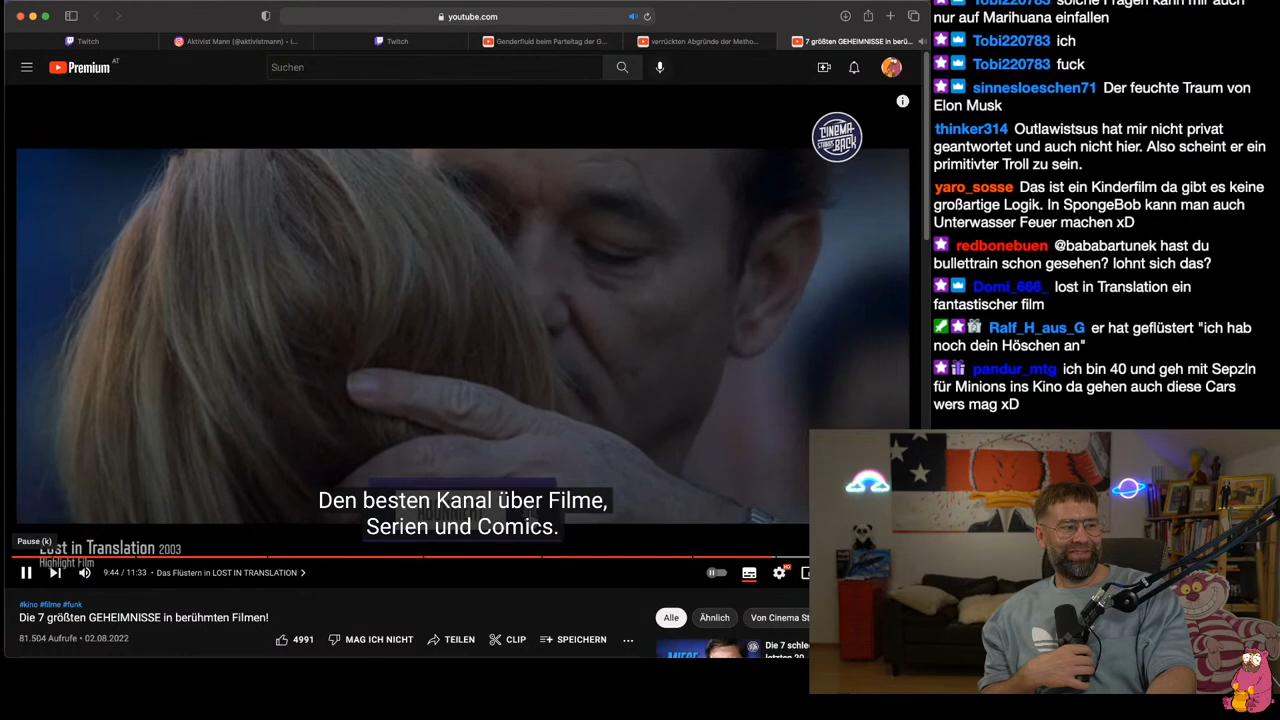 youtube.com
Twitch
Aktivist Mann (@aktivistmann) • I...
Twitch
Genderfluid beim Parteitag der G...
verrückten Abgründe der Metho...
7 größten GEHEIMNISSE in berü...
Premium AT
Suchen
CINEMA STRIKES BACK
Den besten Kanal über Filme,
Serien und Comics.
Pause (k)
Lost in Translation 2003
Highlight Film
9:44 / 11:33 • Das Flüstern in LOST IN TRANSLATION
#kino #filme #funk
Die 7 größten GEHEIMNISSE in berühmten Filmen!
81.504 Aufrufe • 02.08.2022
4991
MAG ICH NICHT
TEILEN
CLIP
SPEICHERN
Alle
Ähnlich
Von Cinema St
Die 7 schle
letzten 20
MIESE
Tobi220783 solche Fragen kann mir auch
nur auf Marihuana einfallen
Tobi220783 ich
Tobi220783 fuck
sinnesloeschen71 Der feuchte Traum von
Elon Musk
thinker314 Outlawistsus hat mir nicht privat
geantwortet und auch nicht hier. Also scheint er ein
primitivter Troll zu sein.
yaro_sosse Das ist ein Kinderfilm da gibt es keine
großartige Logik. In SpongeBob kann man auch
Unterwasser Feuer machen xD
redbonebuen @bababartunek hast du
bullettrain schon gesehen? lohnt sich das?
Domi_666_ lost in Translation ein
fantastischer film
Ralf_H_aus_G er hat geflüstert "ich hab
noch dein Höschen an"
pandur_mtg ich bin 40 und geh mit Sepzln
für Minions ins Kino da gehen auch diese Cars
wers mag xD